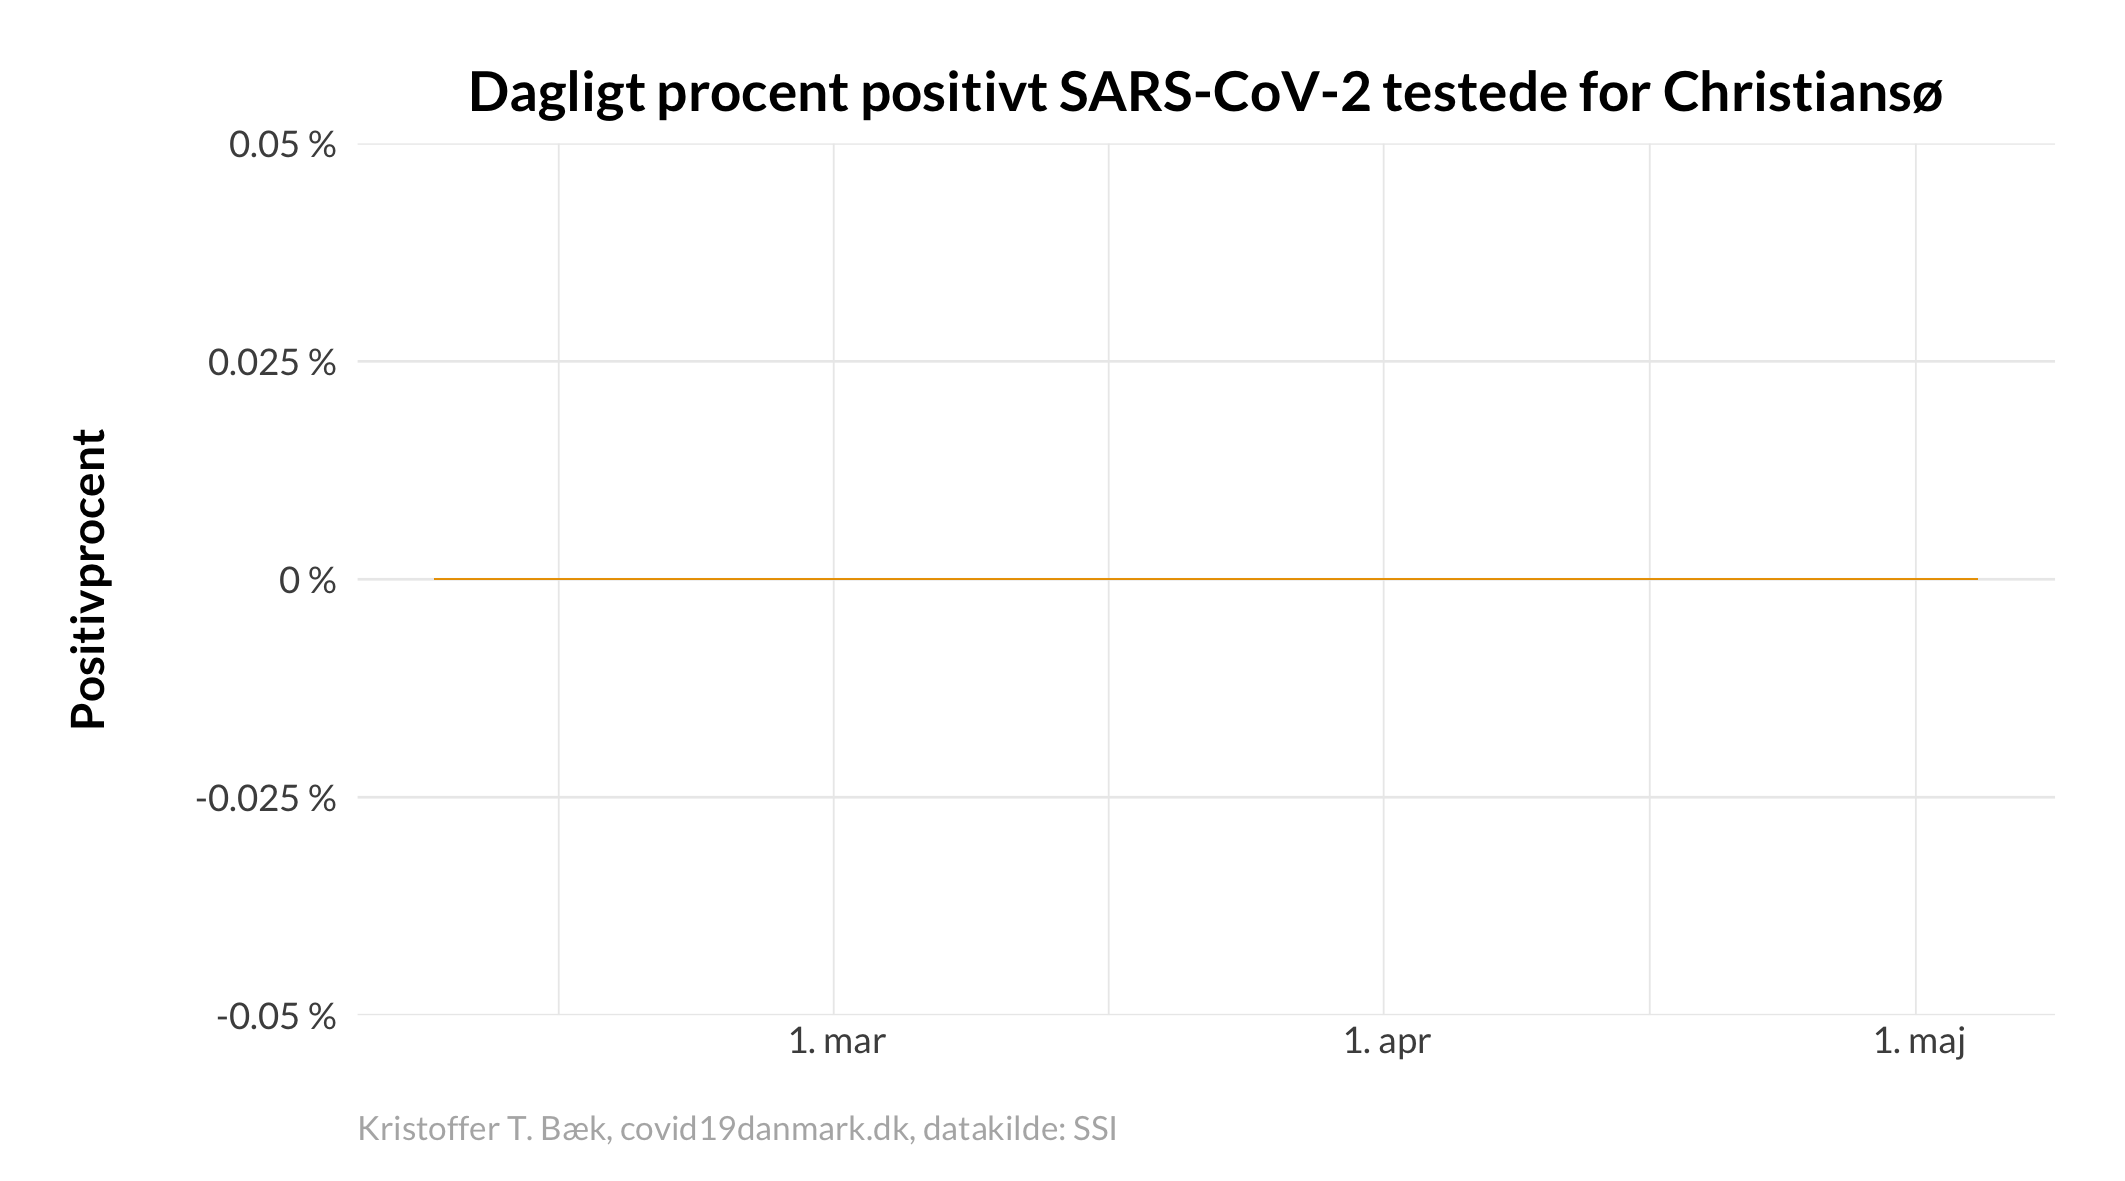 Dagligt procent positivt SARS-CoV-2 testede for Christiansø
0.05 %
0.025 %
0 %
-0.025 %
-0.05 %
Positivprocent
1. mar
1. apr
1. maj
Kristoffer T. Bæk, covid19danmark.dk, datakilde: SSI